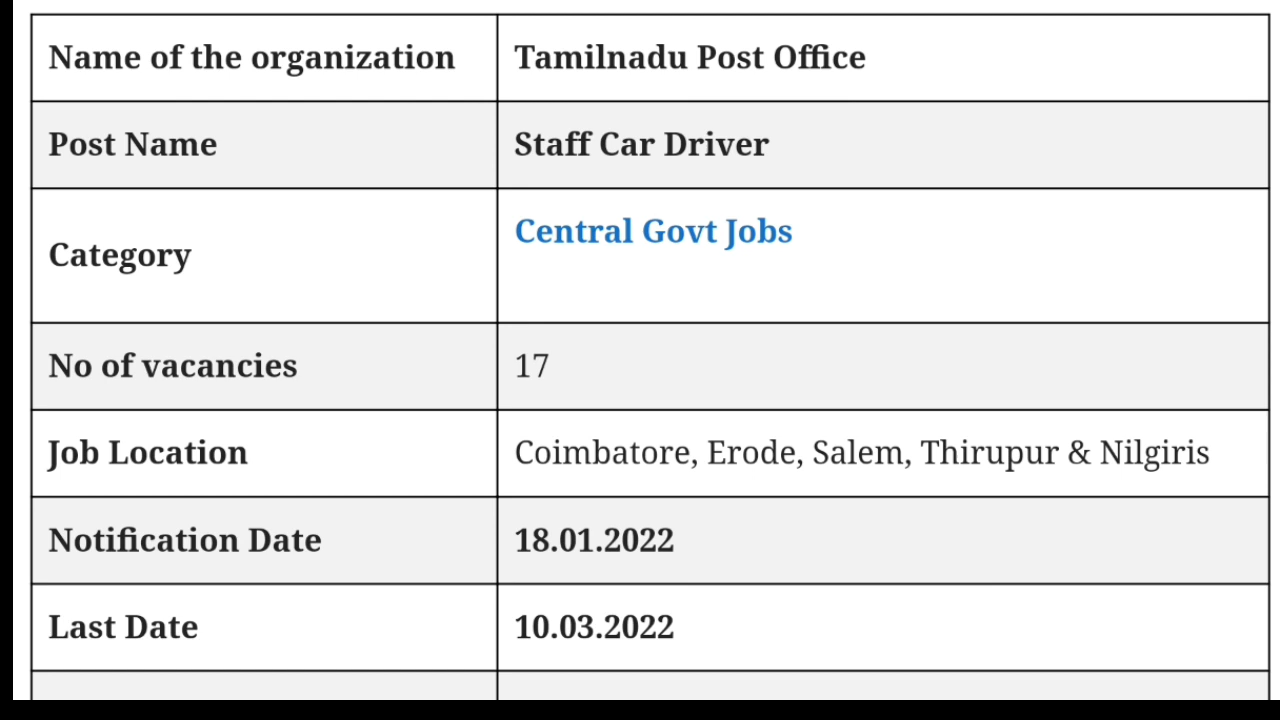 Name of the organization Tamilnadu Post Office
Post Name Staff Car Driver
Category Central Govt Jobs
No of vacancies 17
Job Location Coimbatore, Erode, Salem, Thirupur & Nilgiris
Notification Date 18.01.2022
Last Date 10.03.2022